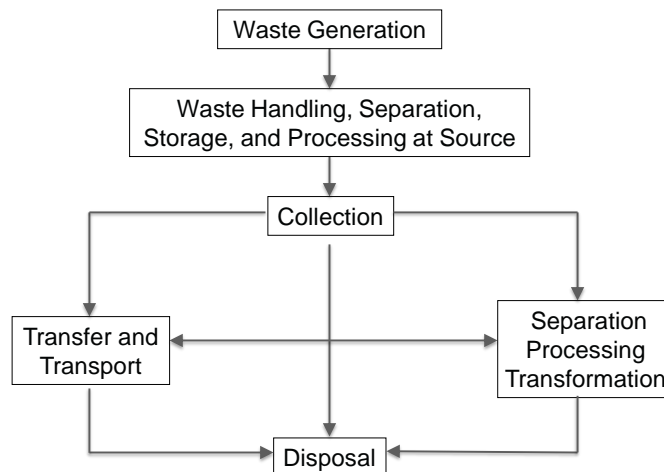 Waste Generation
Waste Handling, Separation,
Storage, and Processing at Source
Collection
Transfer and
Transport
Separation
Processing
Transformation
Disposal